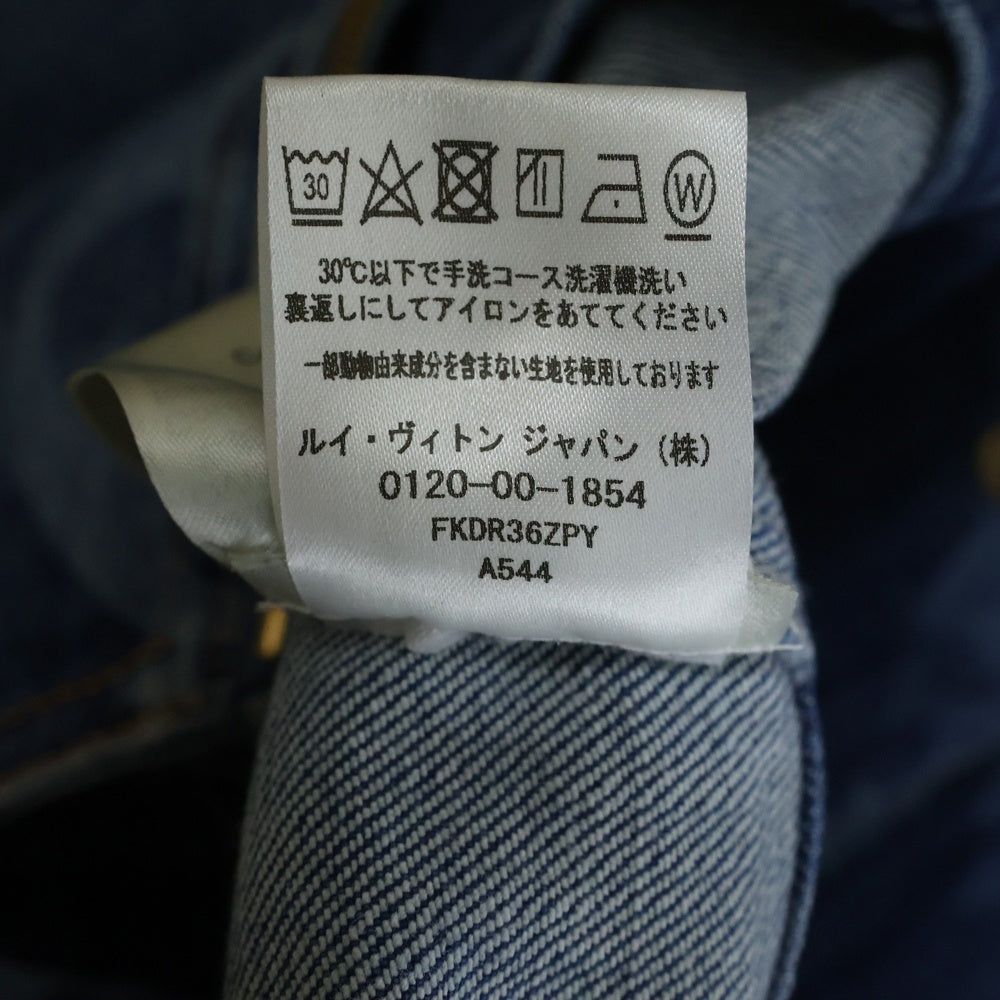 30
W
30℃以下で手洗コース洗濯機洗い
裏返しにしてアイロンをあててください
一部動物由来成分を含まない生地を使用しております
ルイ・ヴィトン ジャパン（株）
0120-00-1854
FKDR36ZPY
A544